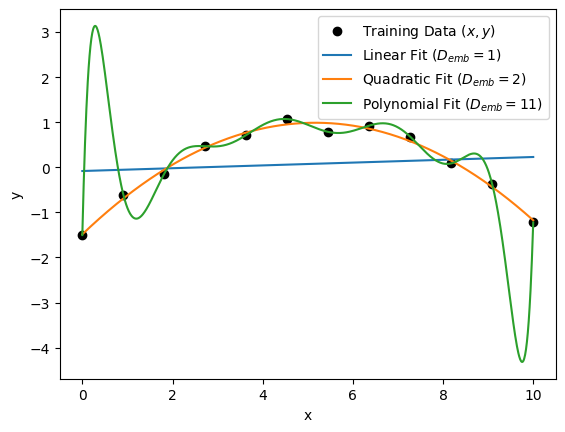 Training Data (x, y)
Linear Fit (D_emb = 1)
Quadratic Fit (D_emb = 2)
Polynomial Fit (D_emb = 11)
3
2
1
0
−1
−2
−3
−4
y
0 2 4 6 8 10
x